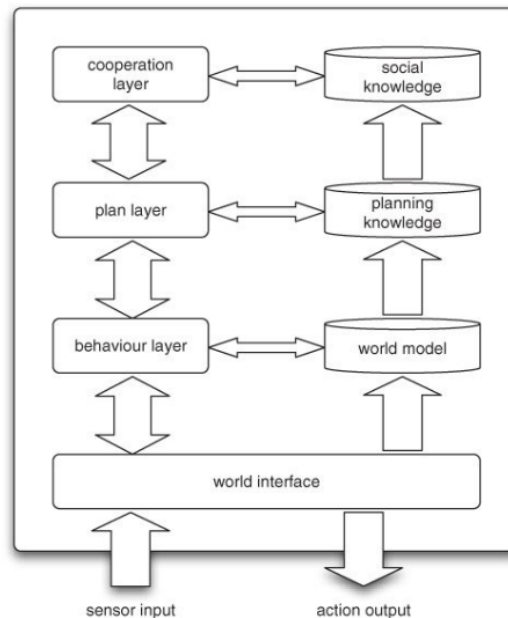 cooperation
layer
social
knowledge
plan layer
planning
knowledge
behaviour layer
world model
world interface
sensor input
action output